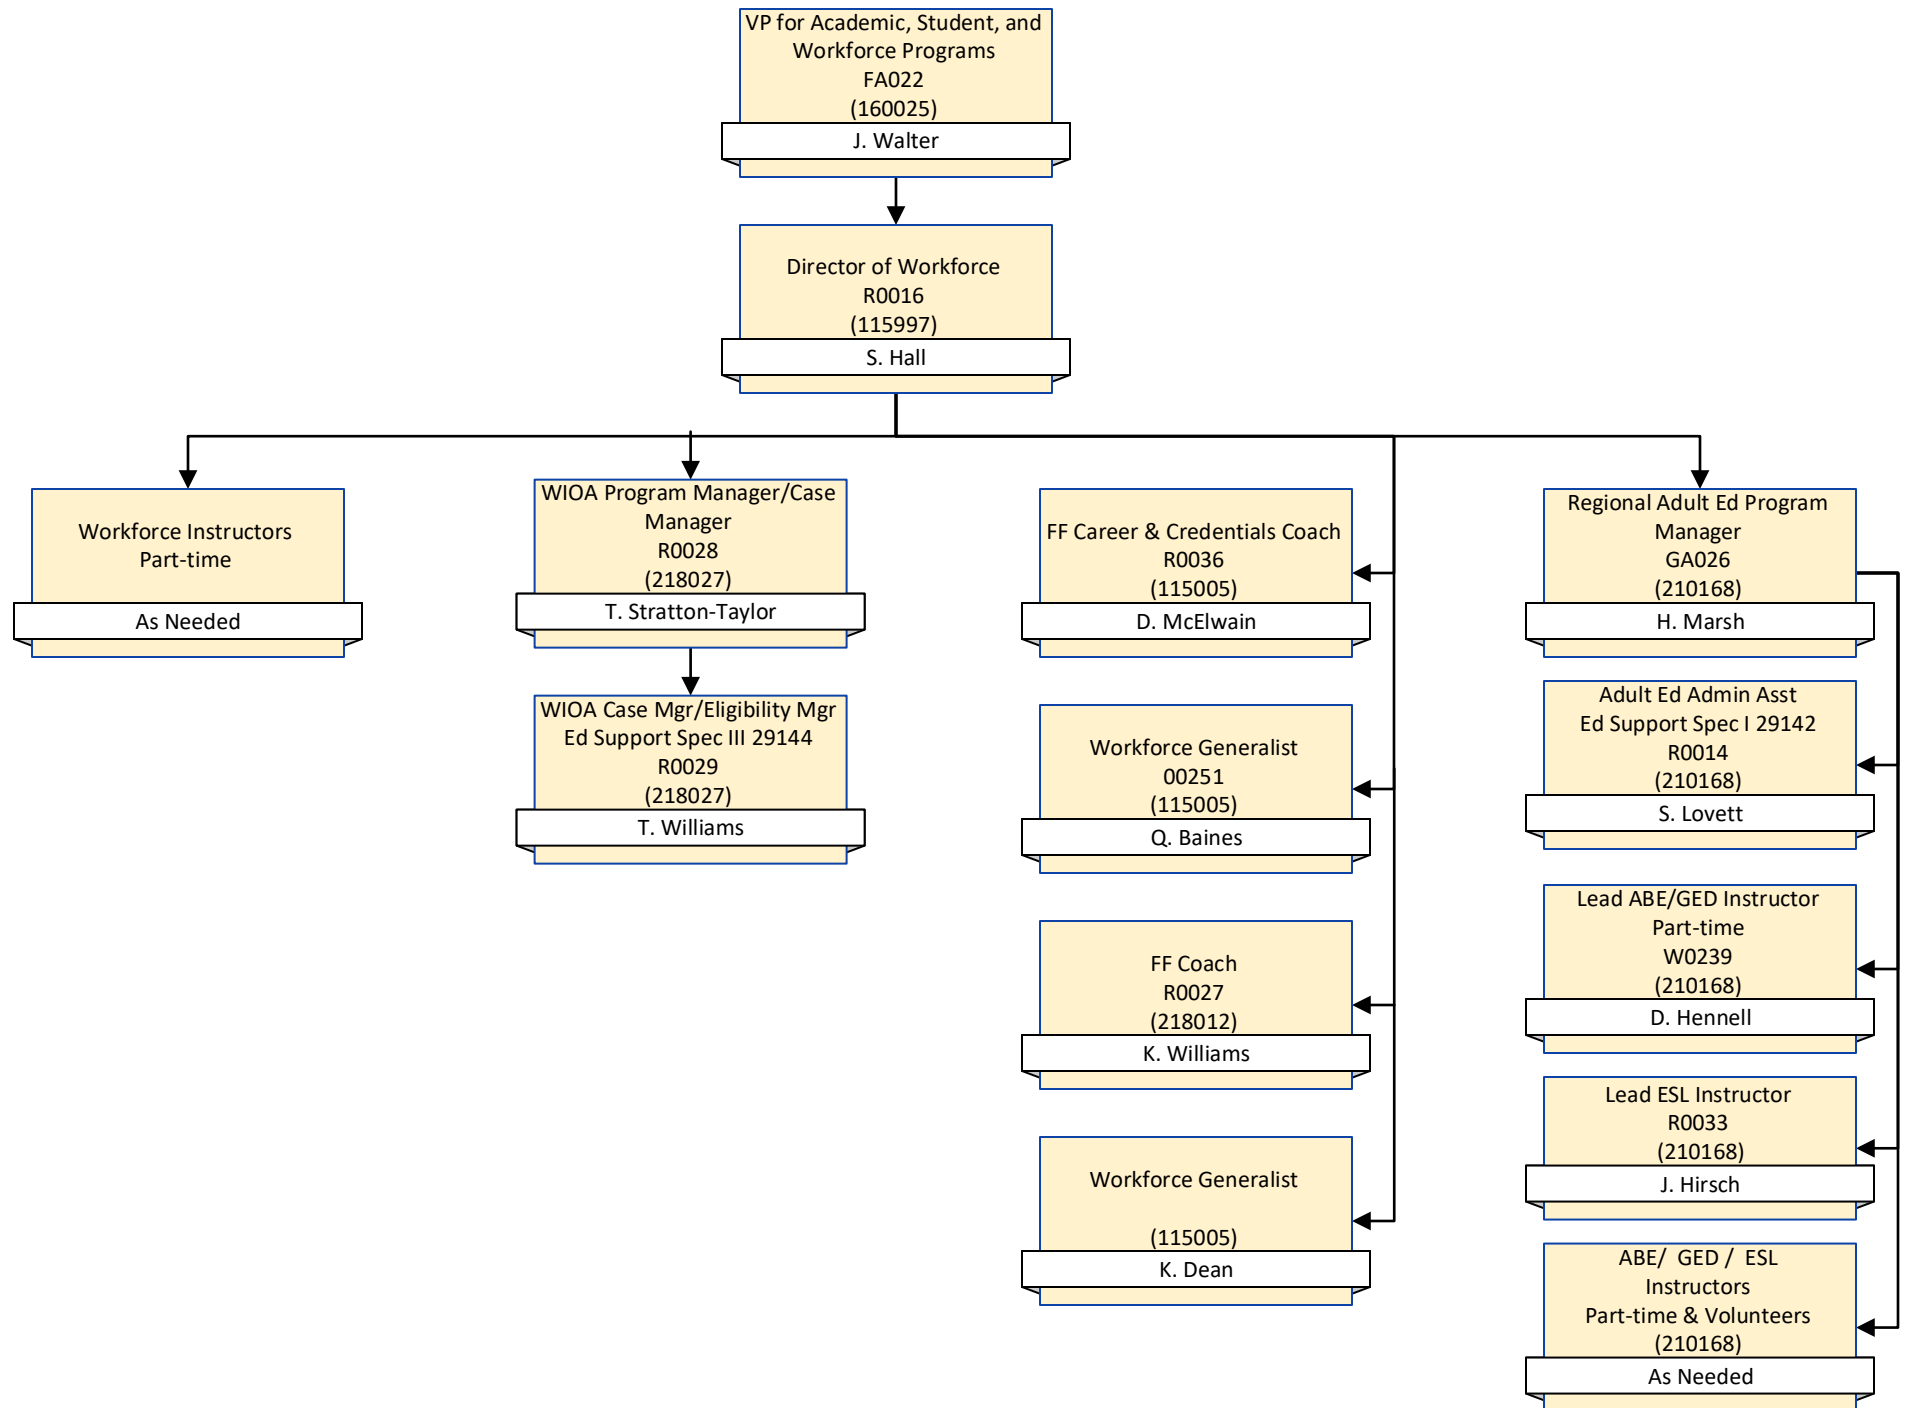 VP for Academic, Student, and
Workforce Programs
FA022
(160025)
J. Walter
Director of Workforce
R0016
(115997)
S. Hall
Workforce Instructors
Part-time
As Needed
WIOA Program Manager/Case
Manager
R0028
(218027)
T. Stratton-Taylor
WIOA Case Mgr/Eligibility Mgr
Ed Support Spec III 29144
R0029
(218027)
T. Williams
FF Career & Credentials Coach
R0036
(115005)
D. McElwain
Workforce Generalist
00251
(115005)
Q. Baines
FF Coach
R0027
(218012)
K. Williams
Workforce Generalist
(115005)
K. Dean
Regional Adult Ed Program
Manager
GA026
(210168)
H. Marsh
Adult Ed Admin Asst
Ed Support Spec I 29142
R0014
(210168)
S. Lovett
Lead ABE/GED Instructor
Part-time
W0239
(210168)
D. Hennell
Lead ESL Instructor
R0033
(210168)
J. Hirsch
ABE/ GED / ESL
Instructors
Part-time & Volunteers
(210168)
As Needed